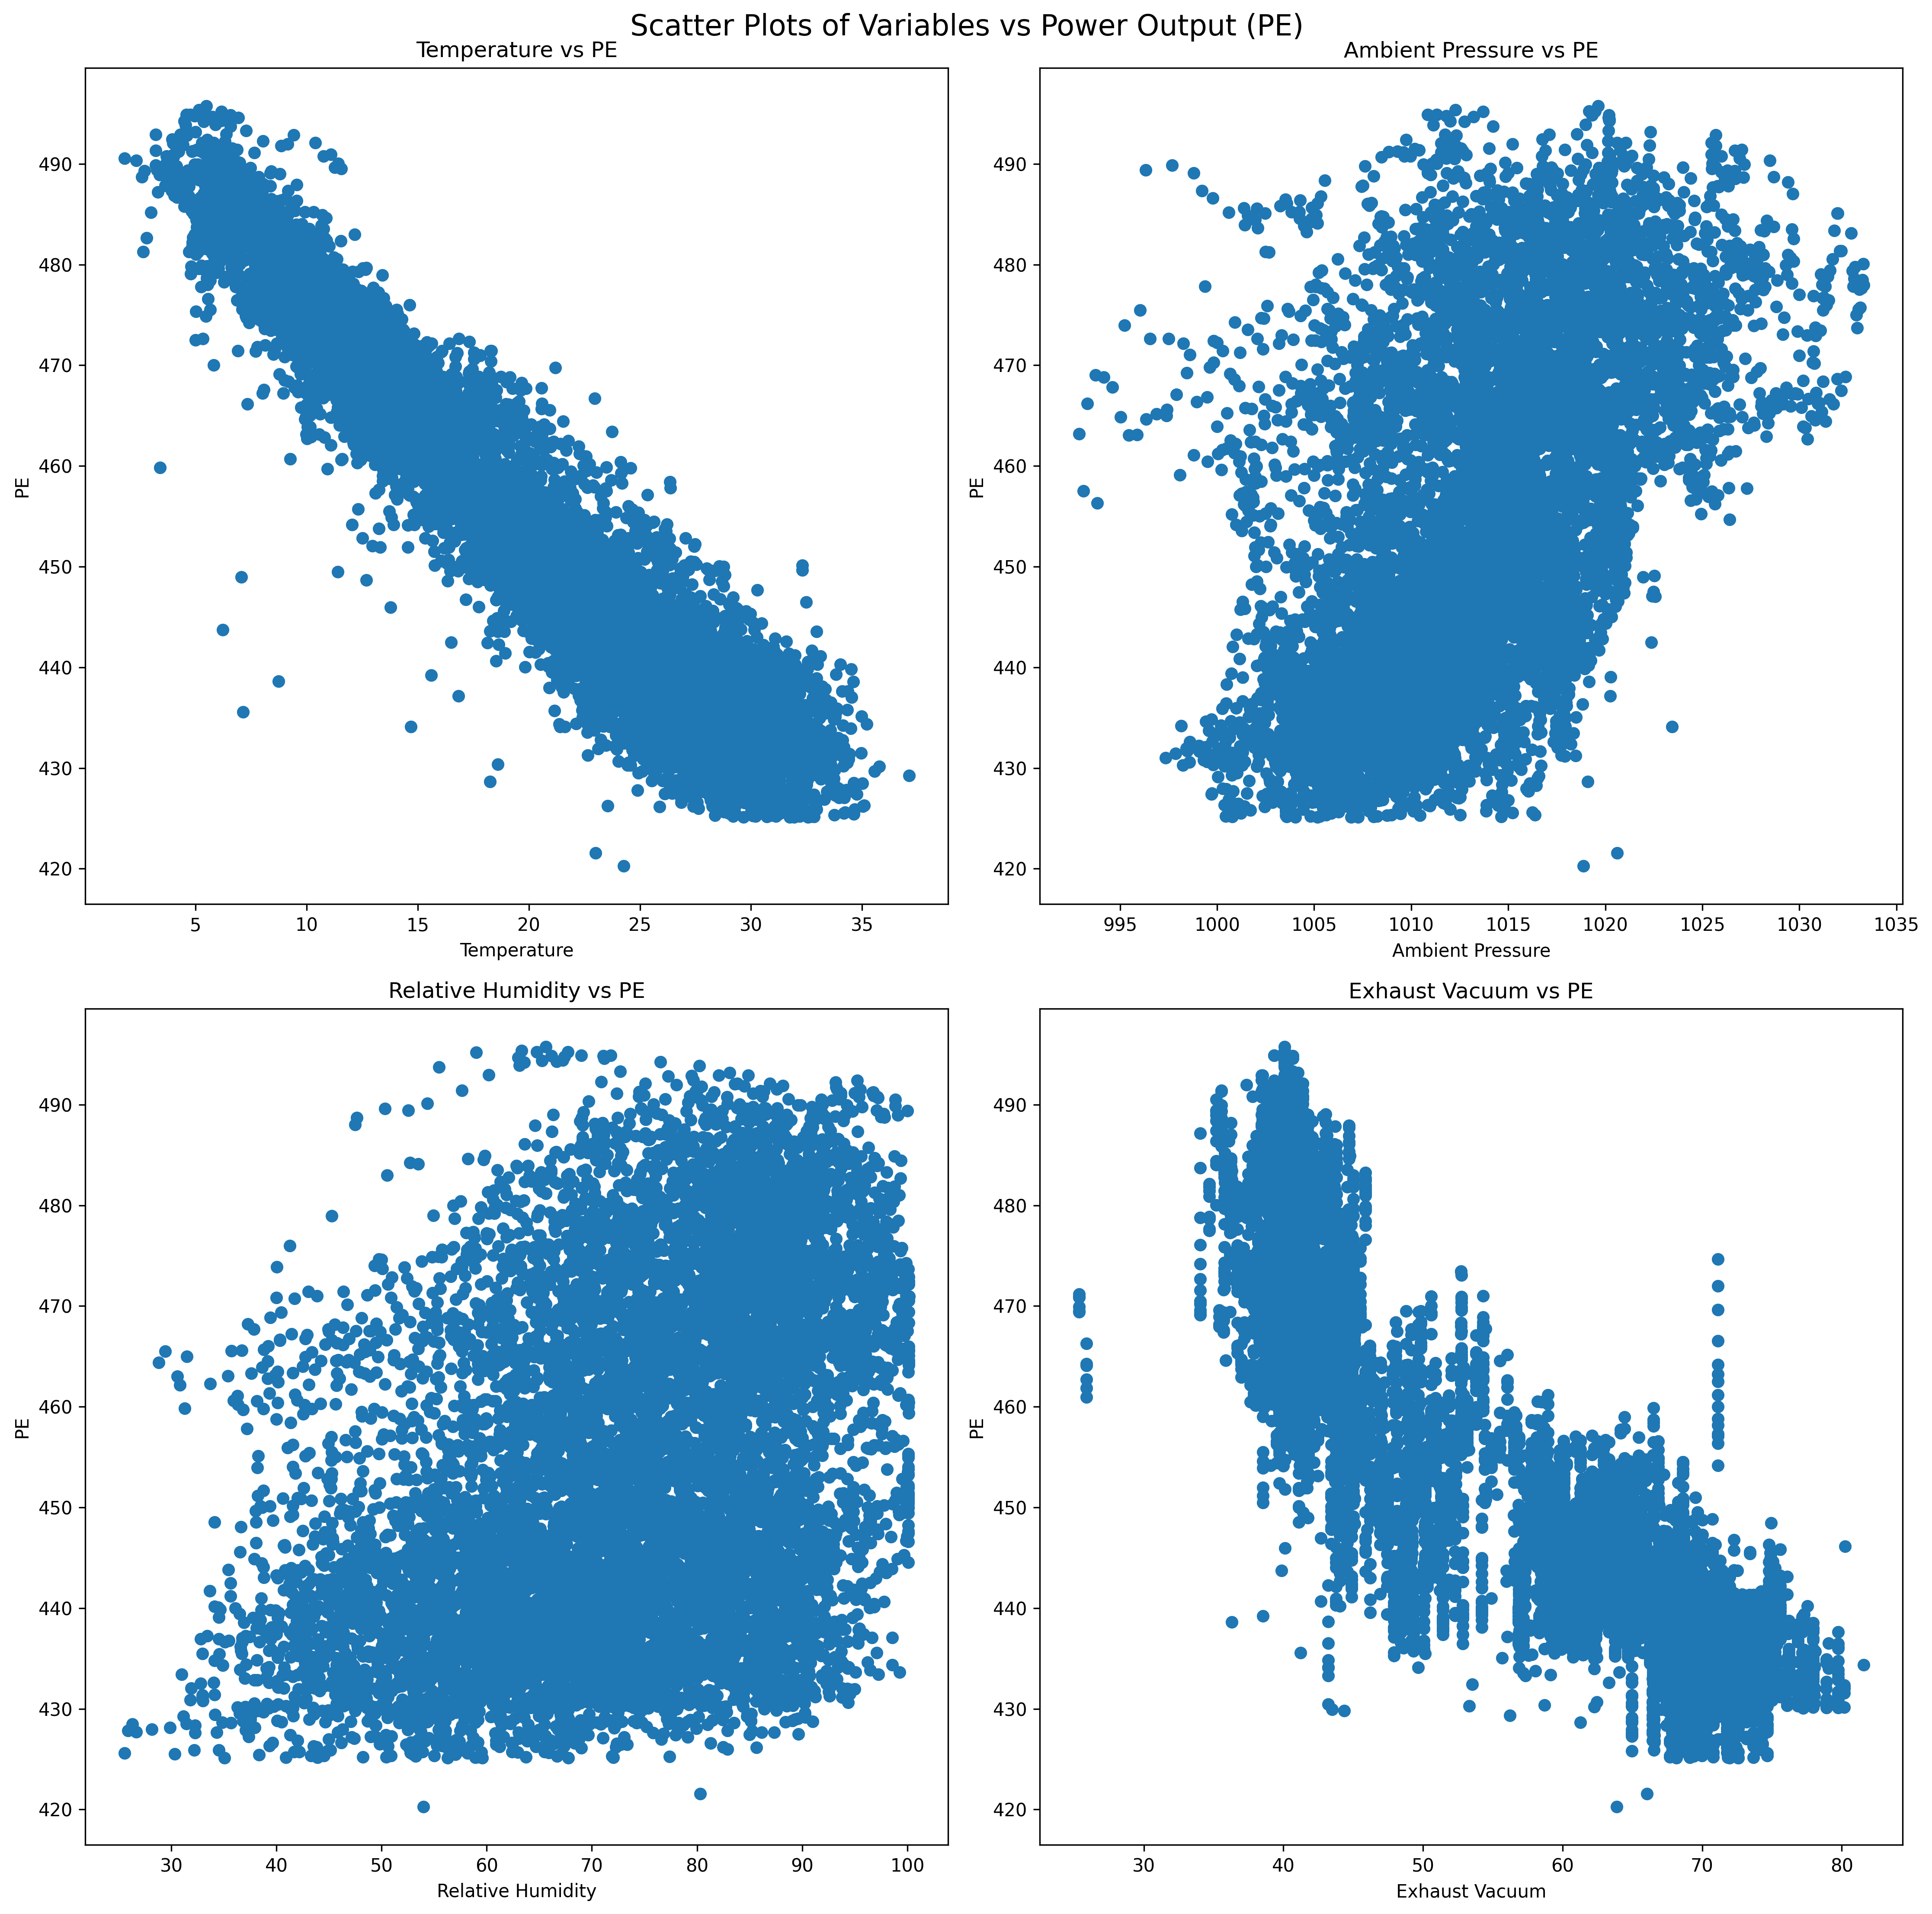 Scatter Plots of Variables vs Power Output (PE)
Temperature vs PE
PE
490
480
470
460
450
440
430
420
5 10 15 20 25 30 35
Temperature
Ambient Pressure vs PE
PE
490
480
470
460
450
440
430
420
995 1000 1005 1010 1015 1020 1025 1030 1035
Ambient Pressure
Relative Humidity vs PE
PE
490
480
470
460
450
440
430
420
30 40 50 60 70 80 90 100
Relative Humidity
Exhaust Vacuum vs PE
PE
490
480
470
460
450
440
430
420
30 40 50 60 70 80
Exhaust Vacuum